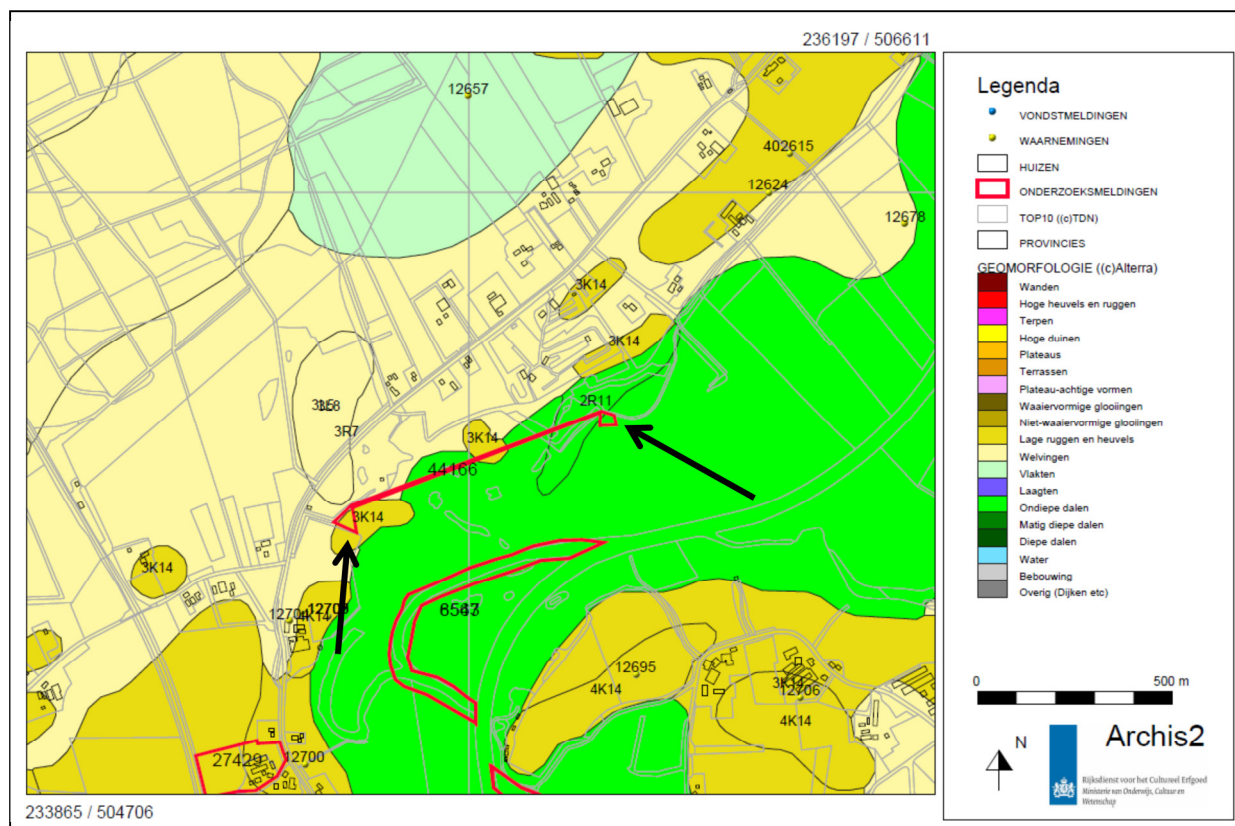 236197 / 506611
12657
402615
12624
12678
3K14
3K14
2R11
3R7
3K14
44166
3K14
3K14
4K14
12695
4K14
3K14
12706
4K14
27429
12700
233865 / 504706
Legenda
VONDSTMELDINGEN
WAARNEMINGEN
HUIZEN
ONDERZOEKSMELDINGEN
TOP10 ((c)TDN)
PROVINCIES
GEOMORFOLOGIE ((c)Alterra)
Wanden
Hoge heuvels en ruggen
Terpen
Hoge duinen
Plateaus
Terrassen
Plateau-achtige vormen
Waaiervormige glooiingen
Niet-waaiervormige glooiingen
Lage ruggen en heuvels
Welvingen
Vlakten
Laagten
Ondiepe dalen
Matig diepe dalen
Diepe dalen
Water
Bebouwing
Overig (Dijken etc)
0 500 m
N
Archis2
Rijksdienst voor het Cultureel Erfgoed
Ministerie van Onderwijs, Cultuur en
Wetenschap